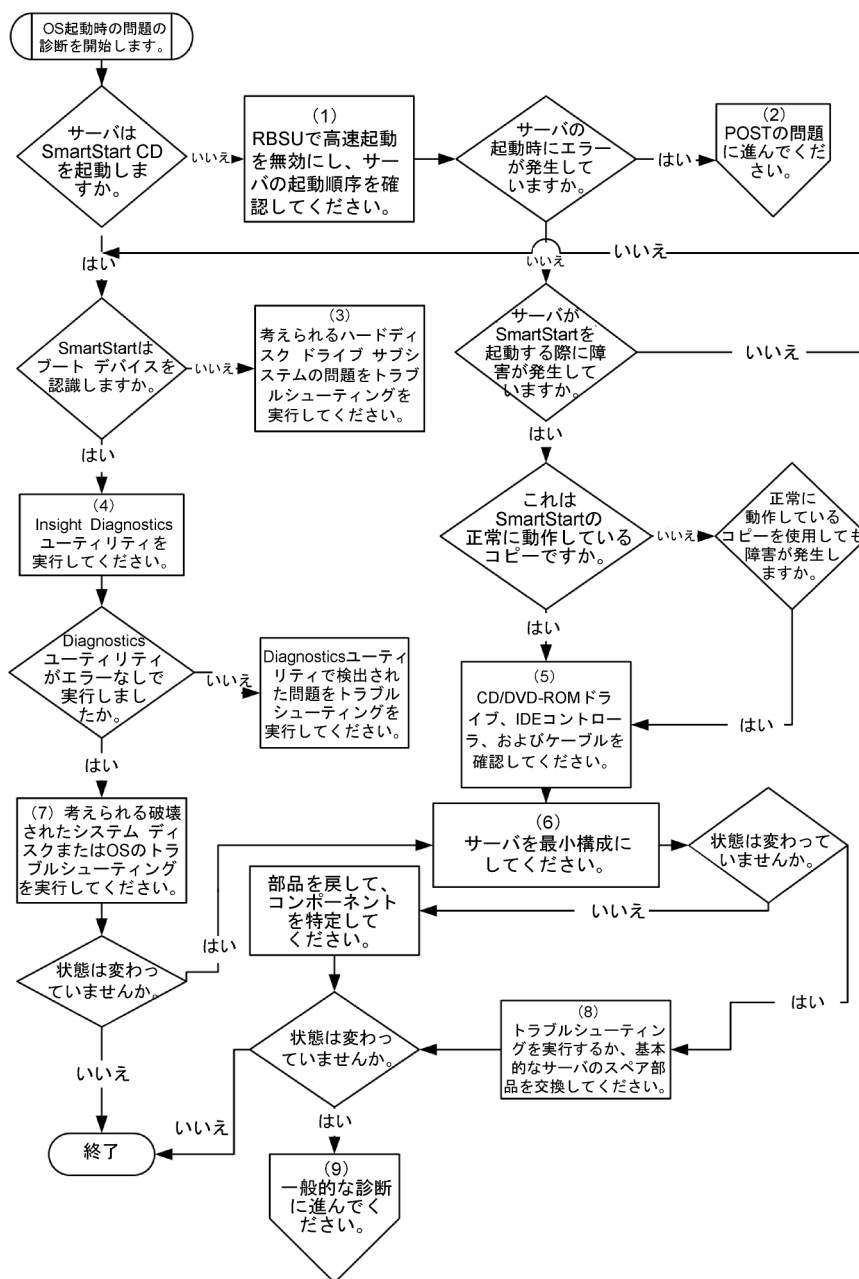 OS起動時の問題の
診断を開始します。
サーバは
SmartStart CD
を起動しま
すか。
いいえ
(1)
RBSUで高速起動
を無効にし、サー
バの起動順序を確
認してください。
サーバの
起動時にエラー
が発生して
いますか。
はい
(2)
POSTの問題
に進んでくだ
さい。
はい
いいえ
いいえ
SmartStartは
ブート デバイスを
認識しますか。
いいえ
(3)
考えられるハードディ
スク ドライブ サブシ
ステムの問題をトラブ
ルシューティングを
実行してください。
サーバが
SmartStartを
起動する際に障
害が発生して
いますか。
いいえ
はい
はい
(4)
Insight Diagnostics
ユーティリティを
実行してください。
これは
SmartStartの
正常に動作している
コピーですか。
いいえ
正常に
動作している
コピーを使用しても
障害が発生し
ますか。
Diagnostics
ユーティリティ
がエラーなしで
実行しまし
たか。
いいえ
Diagnosticsユーティ
リティで検出され
た問題をトラブル
シューティングを
実行してください。
はい
(5)
CD/DVD-ROMドラ
イブ、IDEコントロー
ラ、およびケーブルを
確認してください。
はい
はい
(7) 考えられる破壊
されたシステム ディ
スクまたはOSのトラ
ブルシューティング
を実行してください。
(6)
サーバを最小構成に
してください。
状態は変わって
いませんか。
いいえ
部品を戻して、
コンポーネント
を特定して
ください。
はい
状態は変わっ
ていませんか。
はい
(8)
トラブルシューティン
グを実行するか、基本
的なサーバのスペア部
品を交換してください。
状態は変わっ
ていませんか。
いいえ
いいえ
はい
終了
(9)
一般的な診断
に進んでく
ださい。